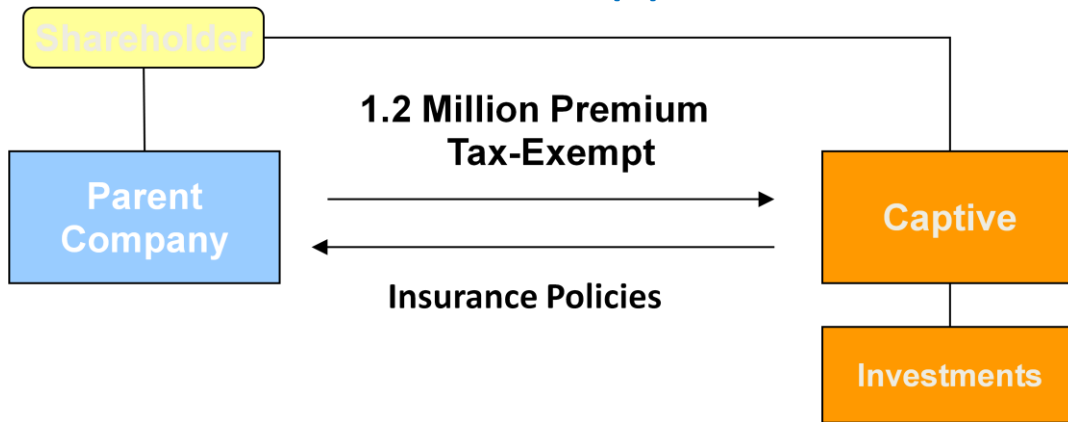 Shareholder
1.2 Million Premium
Tax-Exempt
Parent
Company
Captive
Insurance Policies
Investments